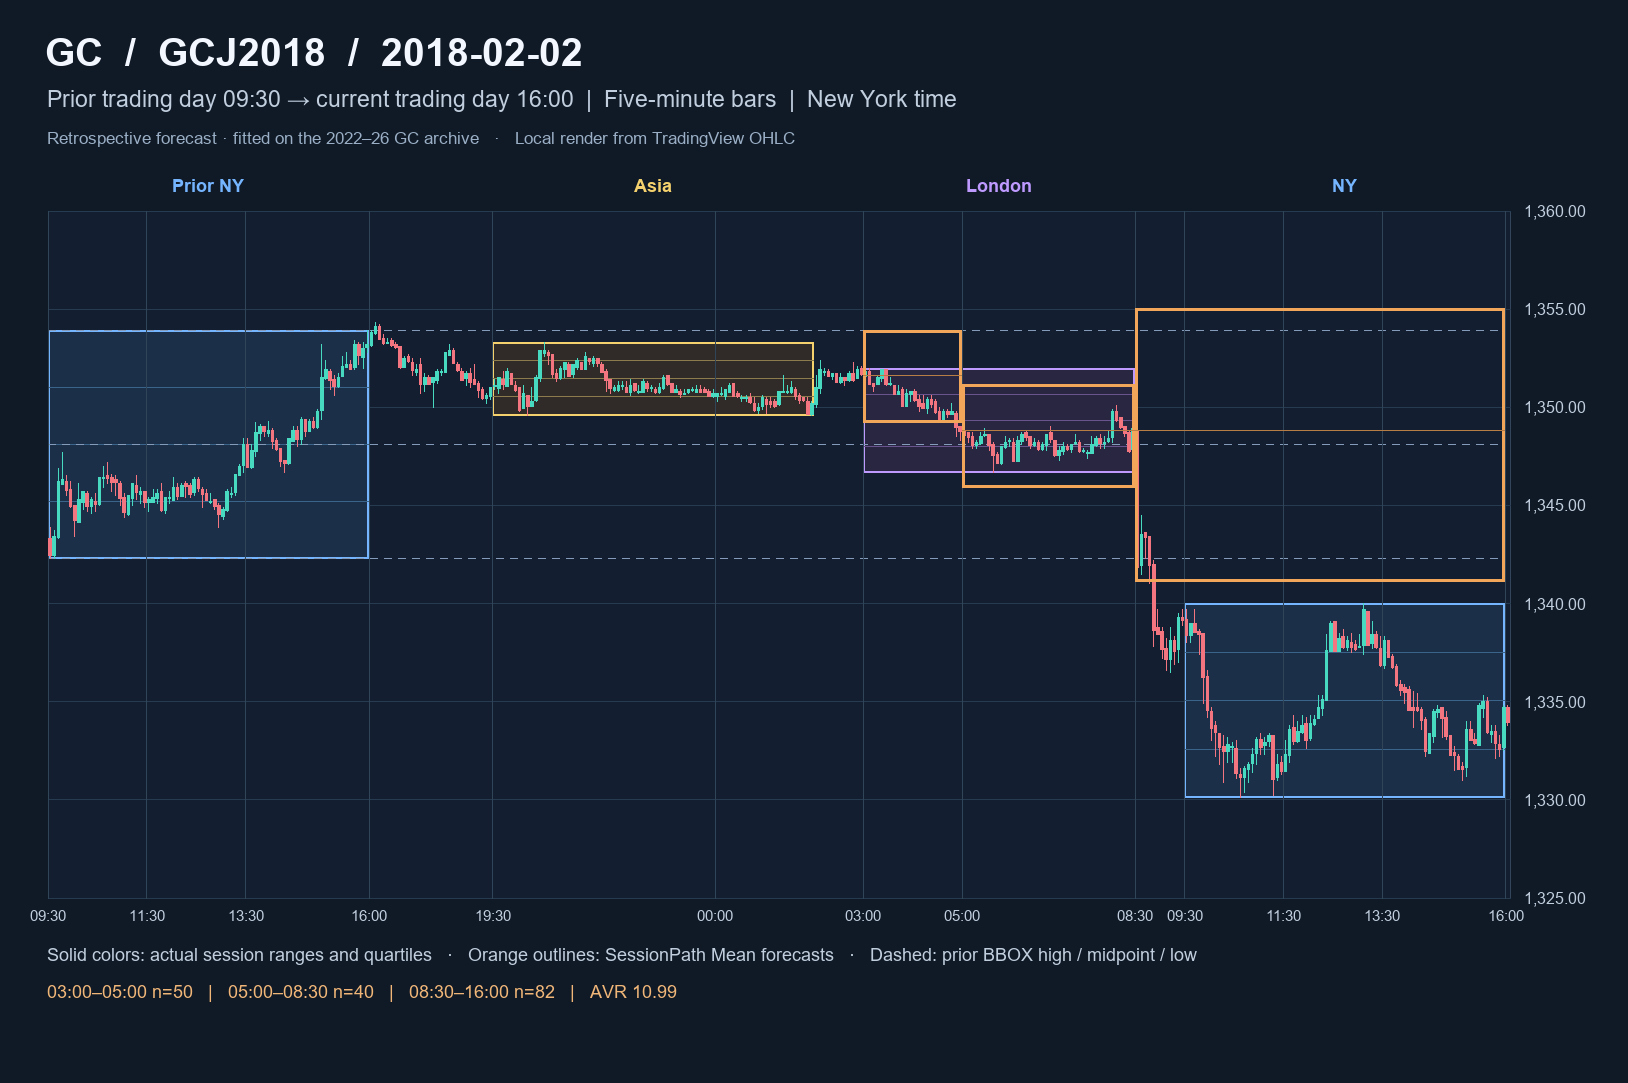 GC / GCJ2018 / 2018-02-02
Prior trading day 09:30 → current trading day 16:00 | Five-minute bars | New York time
Retrospective forecast · fitted on the 2022–26 GC archive · Local render from TradingView OHLC
Prior NY Asia London NY
1,360.00
1,355.00
1,350.00
1,345.00
1,340.00
1,335.00
1,330.00
1,325.00
09:30 11:30 13:30 16:00 19:30 00:00 03:00 05:00 08:30 09:30 11:30 13:30 16:00
Solid colors: actual session ranges and quartiles · Orange outlines: SessionPath Mean forecasts · Dashed: prior BBOX high / midpoint / low
03:00–05:00 n=50 | 05:00–08:30 n=40 | 08:30–16:00 n=82 | AVR 10.99